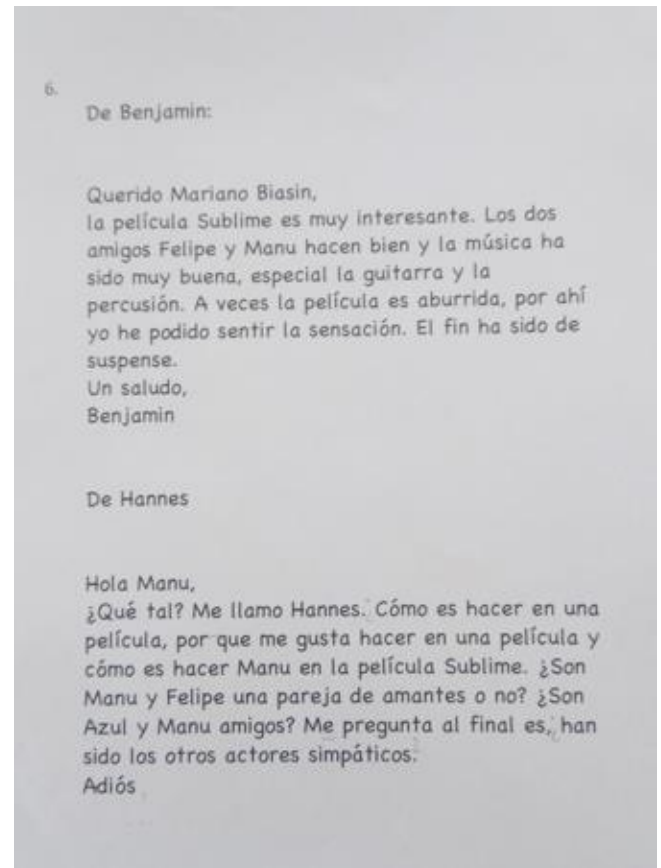 6.
De Benjamin:
Querido Mariano Biasin,
la película Sublime es muy interesante. Los dos
amigos Felipe y Manu hacen bien y la música ha
sido muy buena, especial la guitarra y la
percusión. A veces la película es aburrida, por ahí
yo he podido sentir la sensación. El fin ha sido de
suspense.
Un saludo,
Benjamin
De Hannes
Hola Manu,
¿Qué tal? Me llamo Hannes. Cómo es hacer en una
película, por que me gusta hacer en una película y
cómo es hacer Manu en la película Sublime. ¿Son
Manu y Felipe una pareja de amantes o no? ¿Son
Azul y Manu amigos? Me pregunta al final es, han
sido los otros actores simpáticos.
Adiós